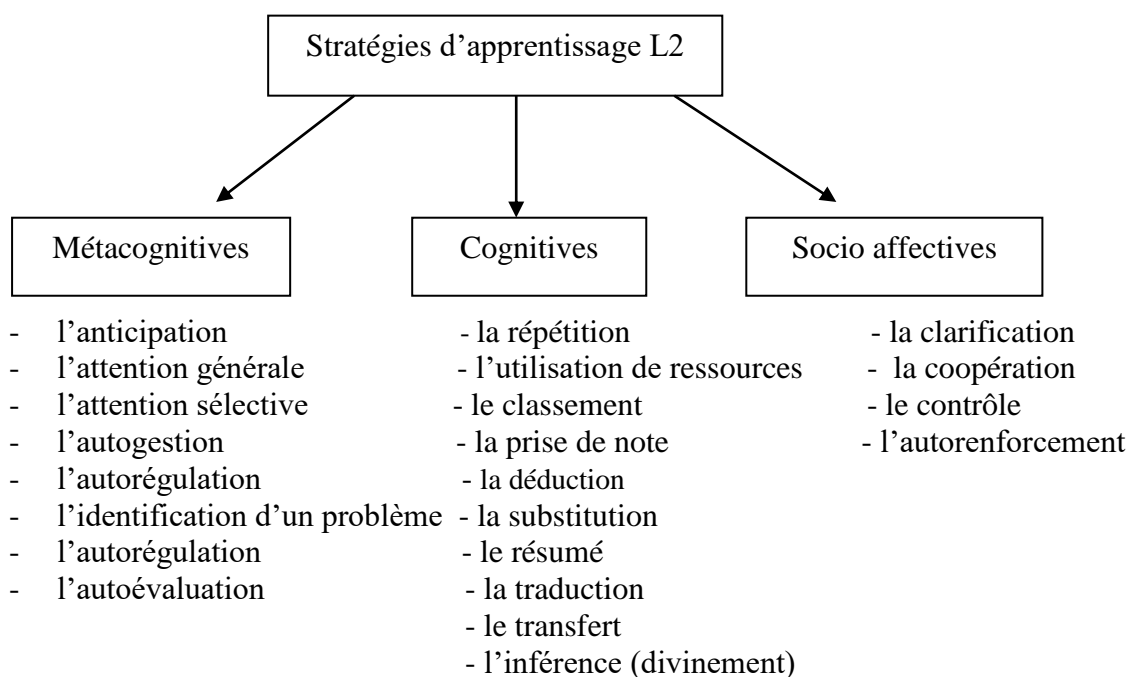 Stratégies d’apprentissage L2
Métacognitives
- l’anticipation
- l’attention générale
- l’attention sélective
- l’autogestion
- l’autorégulation
- l’identification d’un problème
- l’autorégulation
- l’autoévaluation
Cognitives
- la répétition
- l’utilisation de ressources
- le classement
- la prise de note
- la déduction
- la substitution
- le résumé
- la traduction
- le transfert
- l’inférence (divinement)
Socio affectives
- la clarification
- la coopération
- le contrôle
- l’autorenforcement